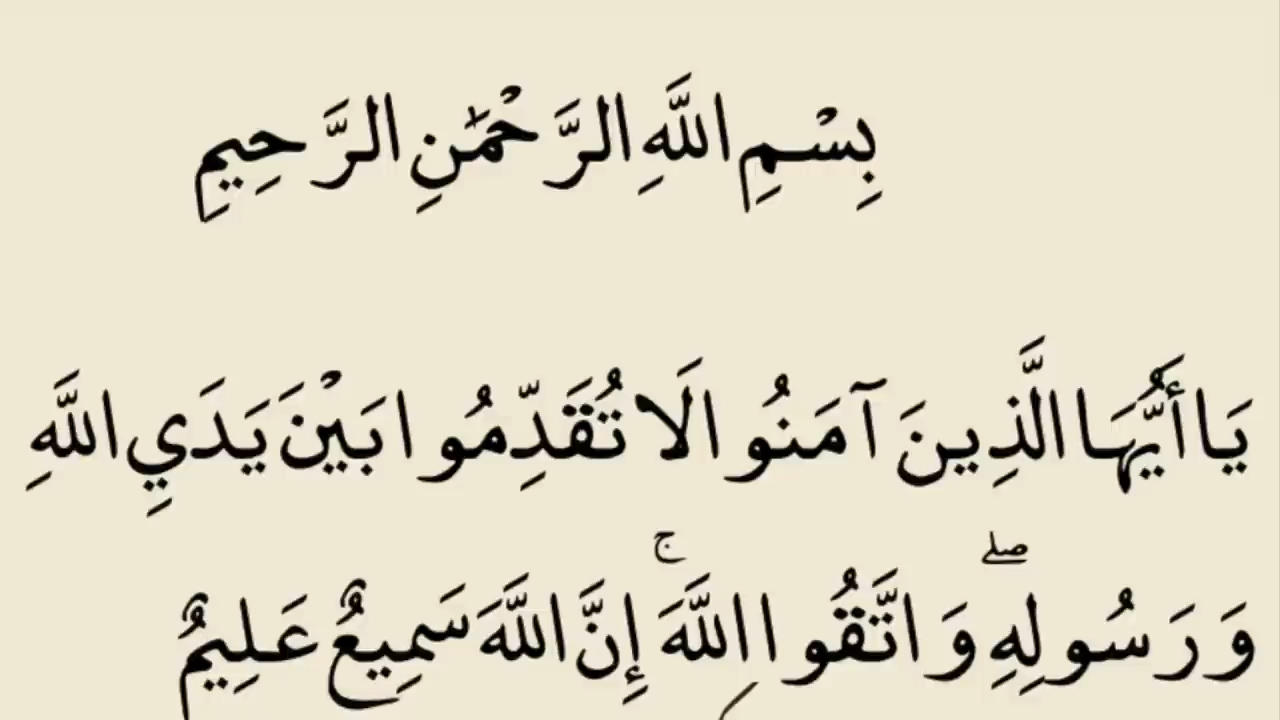 بِسْمِ اللَّهِ الرَّحْمَٰنِ الرَّحِيمِ
يَا أَيُّهَا الَّذِينَ آمَنُوا لَا تُقَدِّمُوا بَيْنَ يَدَيِ اللَّهِ
وَرَسُولِهِ ۖ وَاتَّقُوا اللَّهَ ۚ إِنَّ اللَّهَ سَمِيعٌ عَلِيمٌ